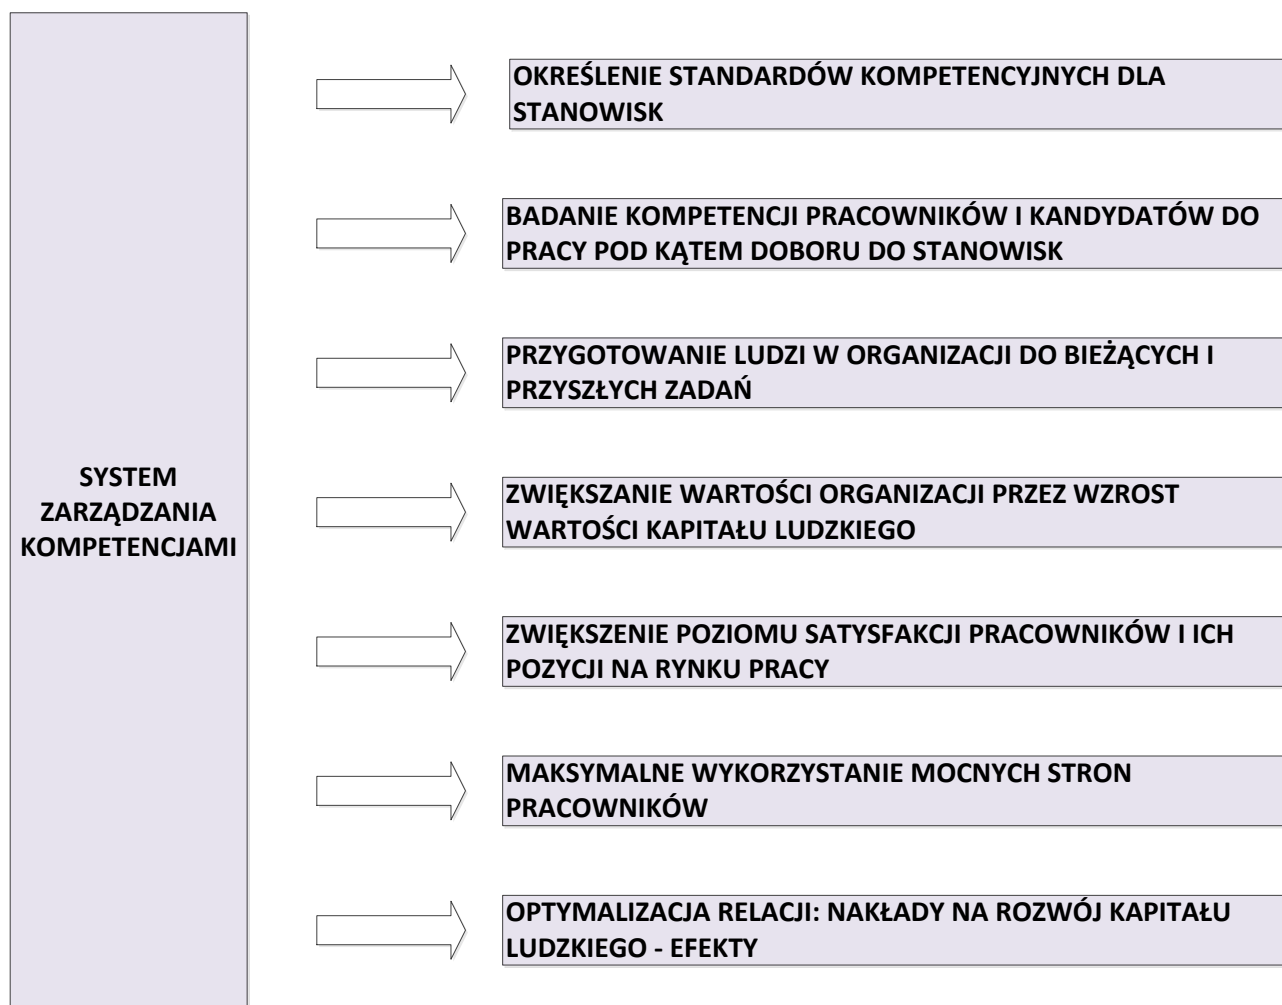 SYSTEM
ZARZĄDZANIA
KOMPETENCJAMI
OKREŚLENIE STANDARDÓW KOMPETENCYJNYCH DLA
STANOWISK
BADANIE KOMPETENCJI PRACOWNIKÓW I KANDYDATÓW DO
PRACY POD KĄTEM DOBORU DO STANOWISK
PRZYGOTOWANIE LUDZI W ORGANIZACJI DO BIEŻĄCYCH I
PRZYSZŁYCH ZADAŃ
ZWIĘKSZANIE WARTOŚCI ORGANIZACJI PRZEZ WZROST
WARTOŚCI KAPITAŁU LUDZKIEGO
ZWIĘKSZENIE POZIOMU SATYSFAKCJI PRACOWNIKÓW I ICH
POZYCJI NA RYNKU PRACY
MAKSYMALNE WYKORZYSTANIE MOCNYCH STRON
PRACOWNIKÓW
OPTYMALIZACJA RELACJI: NAKŁADY NA ROZWÓJ KAPITAŁU
LUDZKIEGO - EFEKTY